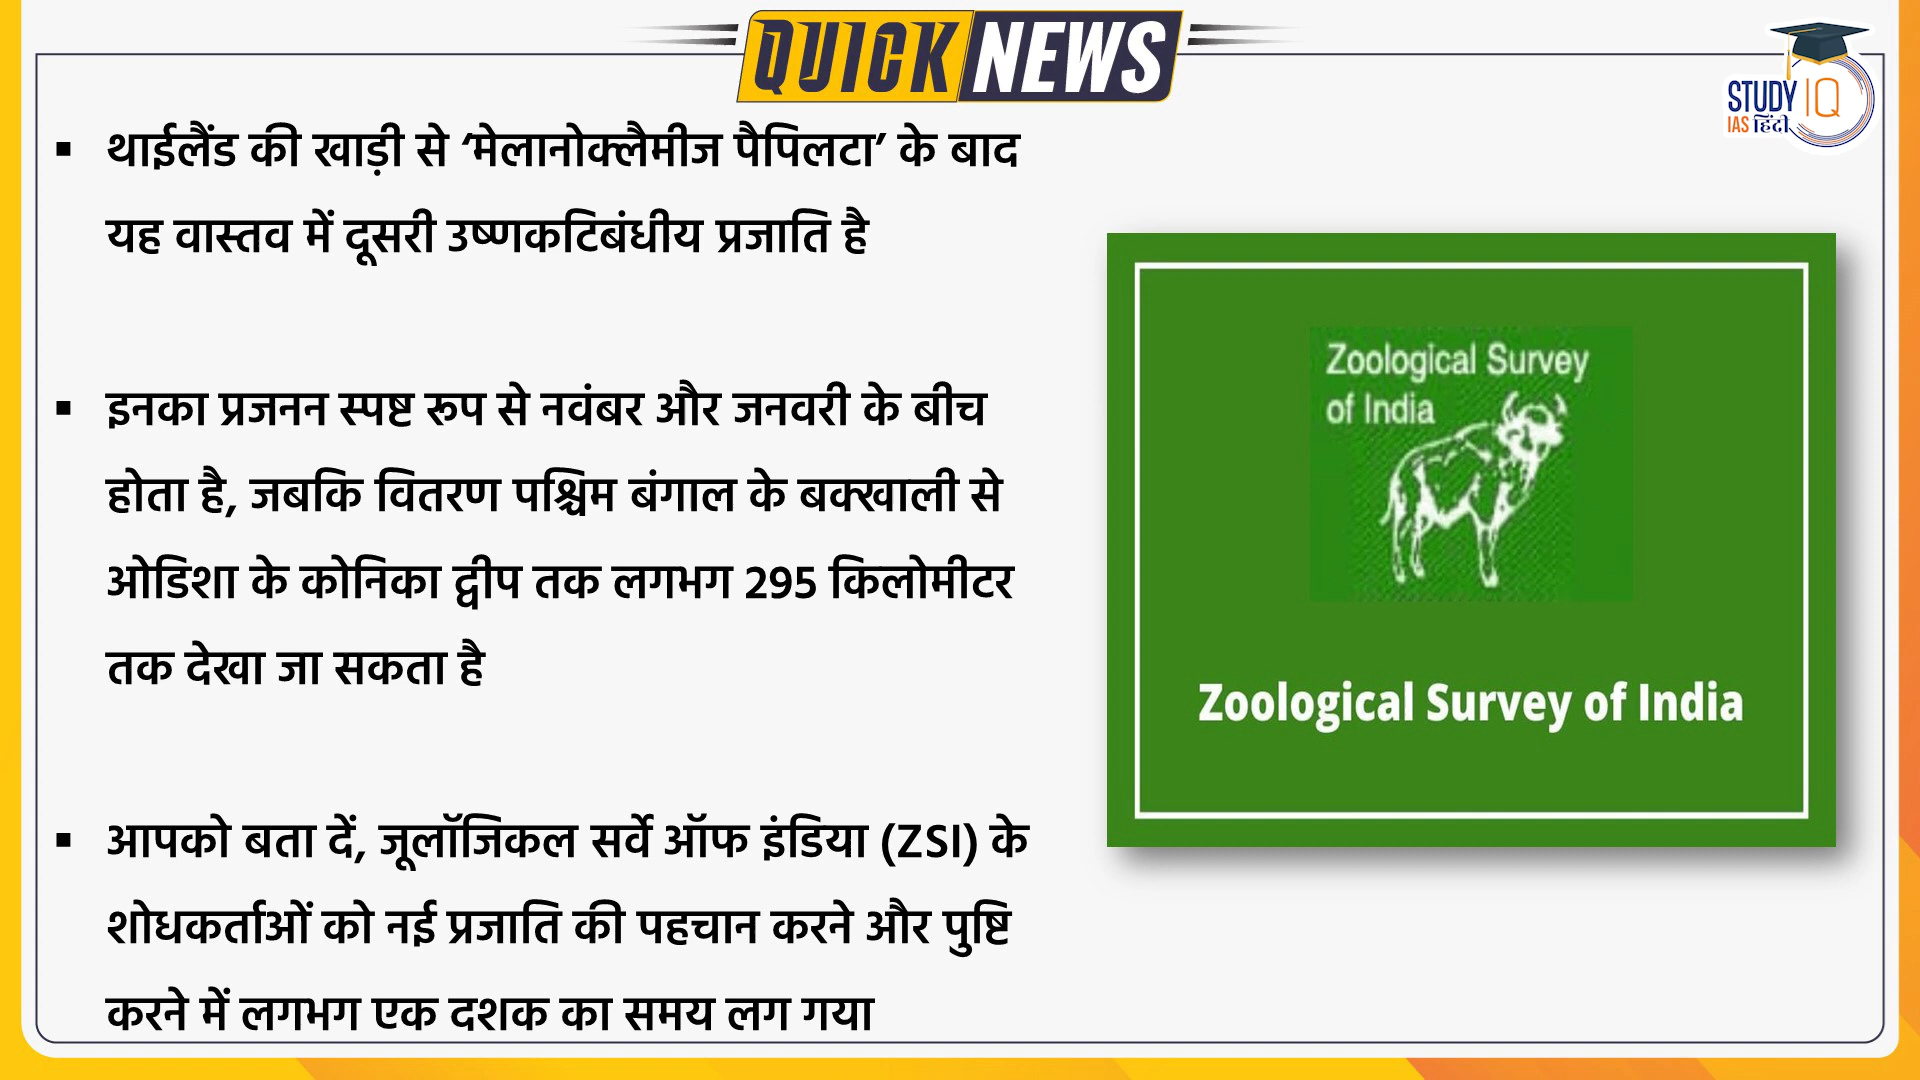 QUICK NEWS
STUDY IQ
IAS हिंदी
▪ थाईलैंड की खाड़ी से ‘मेलानोक्लैमीज पैपिलटा’ के बाद
यह वास्तव में दूसरी उष्णकटिबंधीय प्रजाति है
▪ इनका प्रजनन स्पष्ट रूप से नवंबर और जनवरी के बीच
होता है, जबकि वितरण पश्चिम बंगाल के बक्खाली से
ओडिशा के कोनिका द्वीप तक लगभग 295 किलोमीटर
तक देखा जा सकता है
▪ आपको बता दें, जूलॉजिकल सर्वे ऑफ इंडिया (ZSI) के
शोधकर्ताओं को नई प्रजाति की पहचान करने और पुष्टि
करने में लगभग एक दशक का समय लग गया
Zoological Survey
of India
Zoological Survey of India